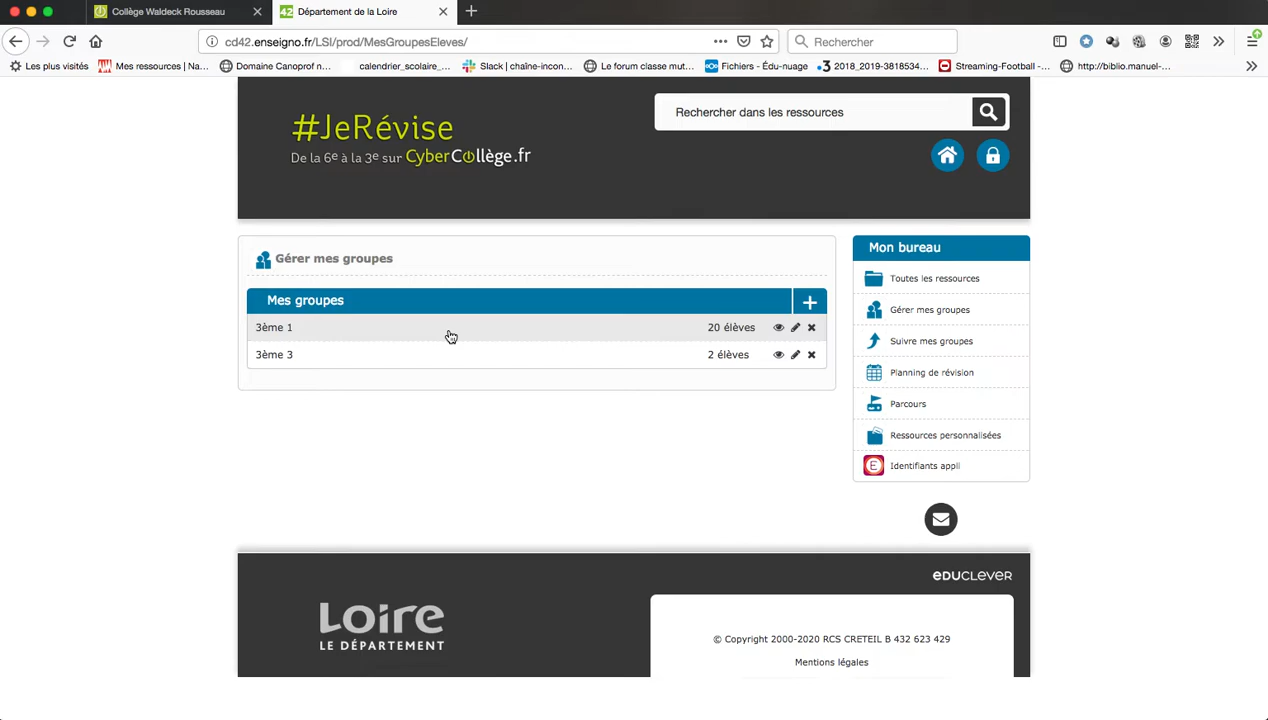 Collège Waldeck Rousseau
42 Département de la Loire
cd42.enseigno.fr/LSI/prod/MesGroupesEleves/
Rechercher
Les plus visités
Mes ressources | Na...
Domaine Canoprof n...
calendrier_scolaire_...
Slack | chaîne-incon...
Le forum classe mut...
Fichiers - Édu-nuage
3 2018_2019-3818534...
Streaming-Football -...
http://biblio.manuel-...
#JeRévise
De la 6e à la 3e sur CyberCollège.fr
Rechercher dans les ressources
Gérer mes groupes
Mes groupes
3ème 1 20 élèves
3ème 3 2 élèves
Mon bureau
Toutes les ressources
Gérer mes groupes
Suivre mes groupes
Planning de révision
Parcours
Ressources personnalisées
E Identifiants appli
eDUCLEVER
Loire
LE DÉPARTEMENT
© Copyright 2000-2020 RCS CRETEIL B 432 623 429
Mentions légales